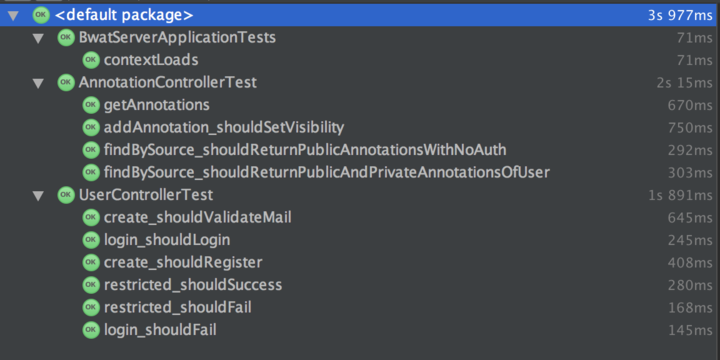 OK <default package> 3s 977ms
OK BwatServerApplicationTests 71ms
OK contextLoads 71ms
OK AnnotationControllerTest 2s 15ms
OK getAnnotations 670ms
OK addAnnotation_shouldSetVisibility 750ms
OK findBySource_shouldReturnPublicAnnotationsWithNoAuth 292ms
OK findBySource_shouldReturnPublicAndPrivateAnnotationsOfUser 303ms
OK UserControllerTest 1s 891ms
OK create_shouldValidateMail 645ms
OK login_shouldLogin 245ms
OK create_shouldRegister 408ms
OK restricted_shouldSuccess 280ms
OK restricted_shouldFail 168ms
OK login_shouldFail 145ms